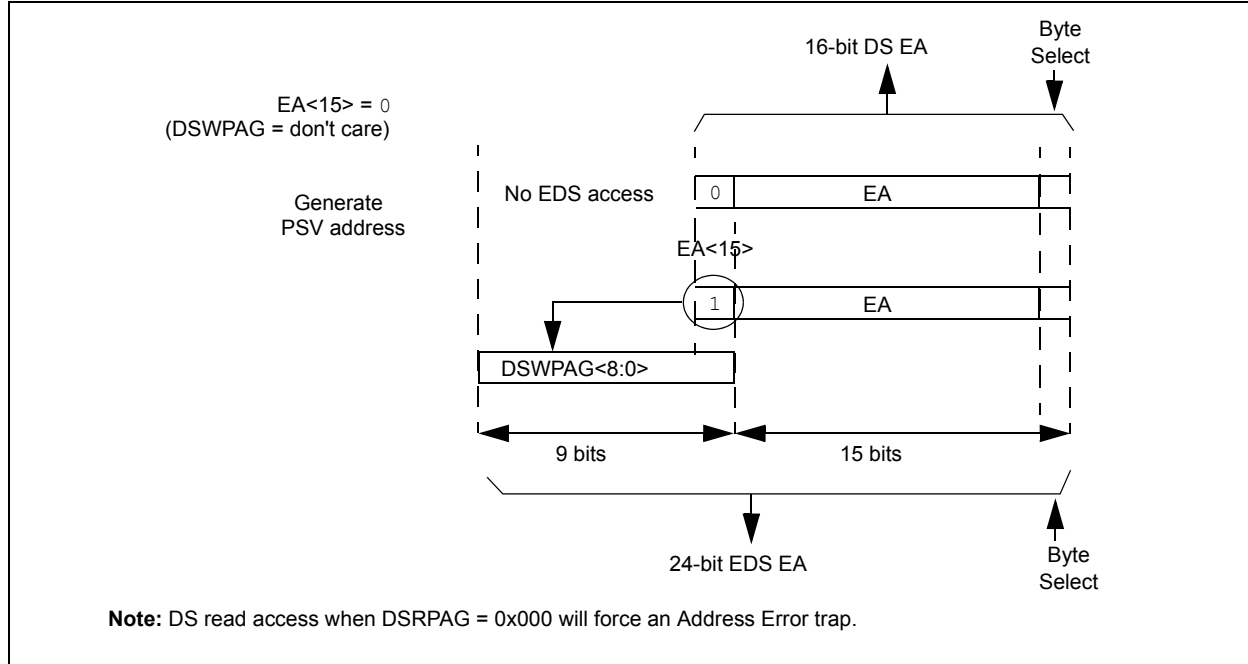 16-bit DS EA
Byte
Select
EA<15> = 0
(DSWPAG = don't care)
Generate
PSV address
No EDS access
0
EA
EA<15>
1
EA
DSWPAG<8:0>
9 bits
15 bits
24-bit EDS EA
Byte
Select
Note: DS read access when DSRPAG = 0x000 will force an Address Error trap.